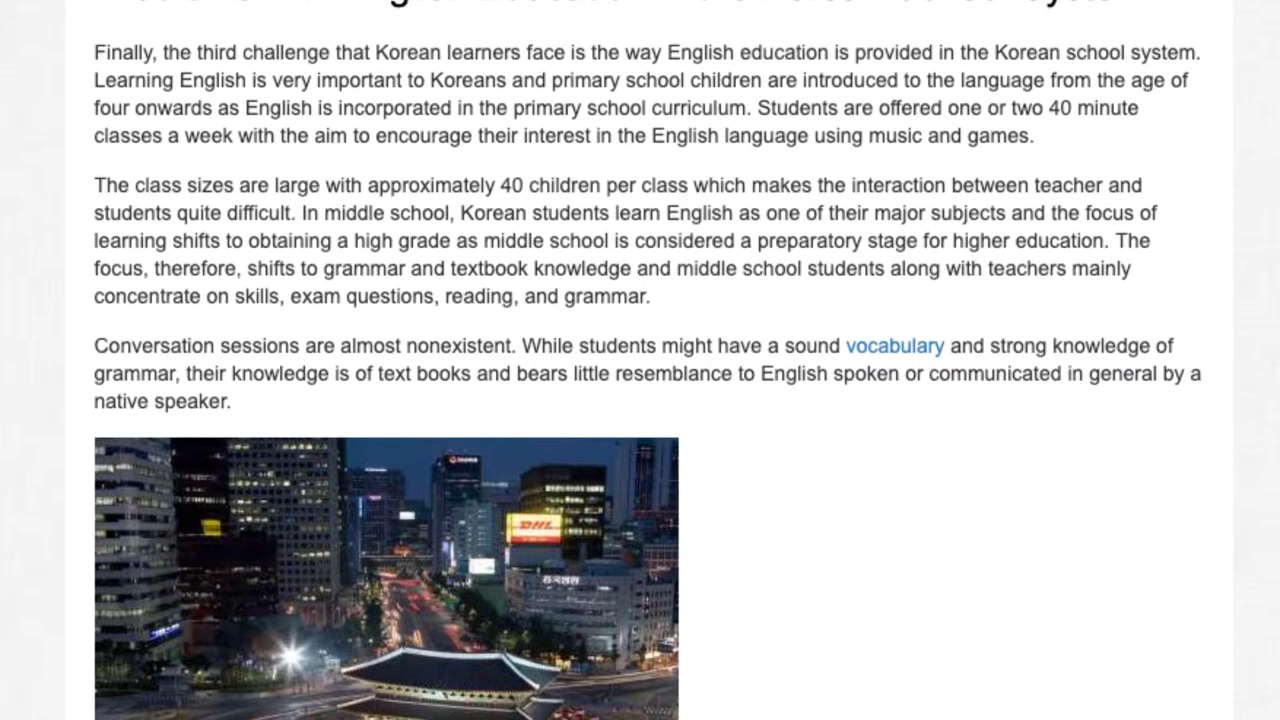 Finally, the third challenge that Korean learners face is the way English education is provided in the Korean school system.
Learning English is very important to Koreans and primary school children are introduced to the language from the age of
four onwards as English is incorporated in the primary school curriculum. Students are offered one or two 40 minute
classes a week with the aim to encourage their interest in the English language using music and games.
The class sizes are large with approximately 40 children per class which makes the interaction between teacher and
students quite difficult. In middle school, Korean students learn English as one of their major subjects and the focus of
learning shifts to obtaining a high grade as middle school is considered a preparatory stage for higher education. The
focus, therefore, shifts to grammar and textbook knowledge and middle school students along with teachers mainly
concentrate on skills, exam questions, reading, and grammar.
Conversation sessions are almost nonexistent. While students might have a sound vocabulary and strong knowledge of
grammar, their knowledge is of text books and bears little resemblance to English spoken or communicated in general by a
native speaker.
DHL